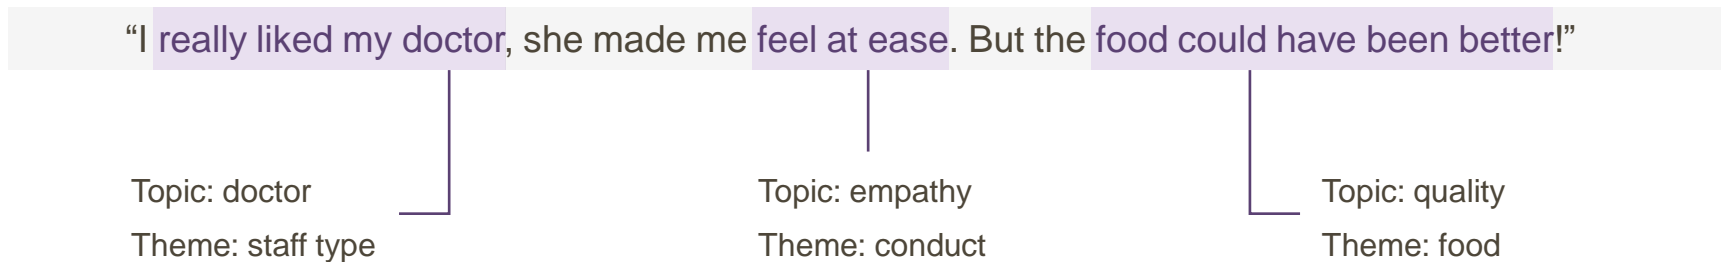 “I really liked my doctor, she made me feel at ease. But the food could have been better!”
Topic: doctor
Theme: staff type
Topic: empathy
Theme: conduct
Topic: quality
Theme: food